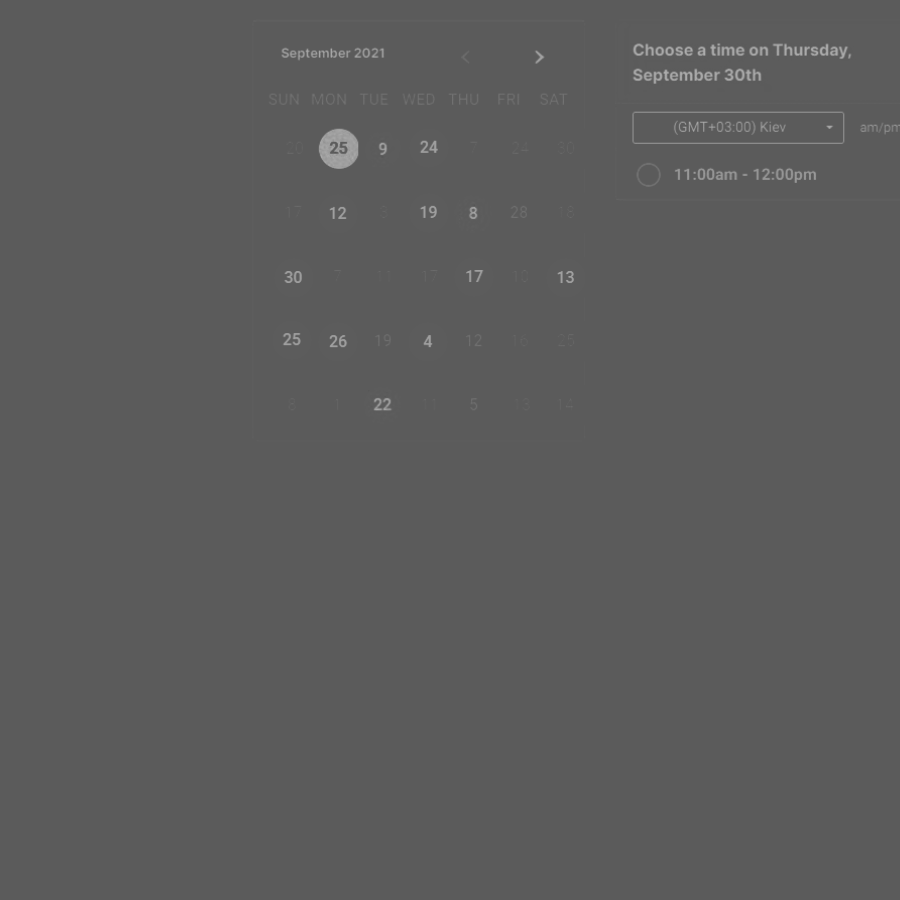 September 2021
Choose a time on Thursday,
September 30th
SUN MON TUE WED THU FRI SAT
(GMT+03:00) Kiev am/pm
11:00am - 12:00pm
20 25 9 24 7 24 30
17 12 19 8 28 18
30 7 11 17 17 10 13
25 26 19 4 12 16 25
8 1 22 11 5 13 14